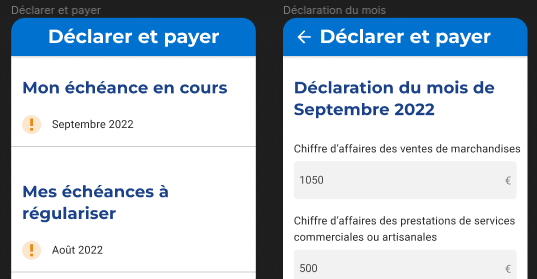 Déclarer et payer
Déclarer et payer
Mon échéance en cours
Septembre 2022
Mes échéances à
régulariser
Août 2022
Déclaration du mois
Déclarer et payer
Déclaration du mois de
Septembre 2022
Chiffre d'affaires des ventes de marchandises
1050 €
Chiffre d'affaires des prestations de services
commerciales ou artisanales
500 €